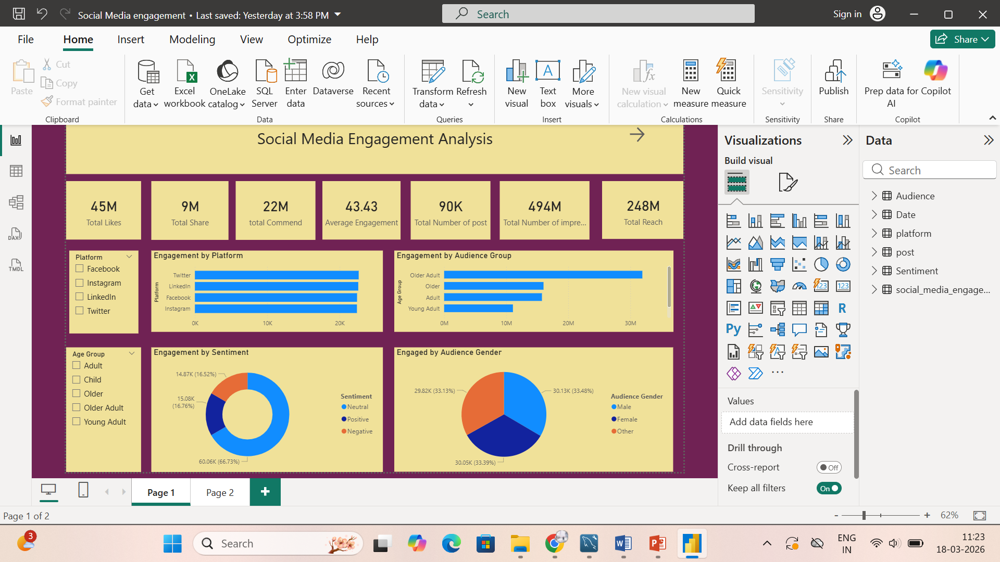 Social Media engagement • Last saved: Yesterday at 3:58 PM
Search
Sign in
File
Home
Insert
Modeling
View
Optimize
Help
Share
Paste
Cut
Copy
Format painter
Clipboard
Get data
Excel workbook
OneLake catalog
SQL Server
Enter data
Dataverse
Recent sources
Data
Transform data
Refresh
Queries
New visual
Text box
More visuals
Insert
New visual calculation
New measure
Quick measure
Calculations
Sensitivity
Sensitivity
Publish
Share
Prep data for AI
Copilot
Copilot
DAX
TMDL
Social Media Engagement Analysis
45M
Total Likes
9M
Total Share
22M
total Commend
43.43
Average Engagement
90K
Total Number of post
494M
Total Number of impre...
248M
Total Reach
Platform
Facebook
Instagram
LinkedIn
Twitter
Engagement by Platform
Platform
Twitter
LinkedIn
Facebook
Instagram
0K
10K
20K
Engagement by Audience Group
Age Group
Older Adult
Older
Adult
Young Adult
0M
10M
20M
30M
Age Group
Adult
Child
Older
Older Adult
Young Adult
Engagement by Sentiment
14.87K (16.52%)
15.08K
(16.76%)
60.06K (66.73%)
Sentiment
Neutral
Positive
Negative
Engaged by Audience Gender
29.82K (33.13%)
30.13K (33.48%)
30.05K (33.39%)
Audience Gender
Male
Female
Other
Visualizations
Build visual
123
123
R
Py
Values
Add data fields here
Drill through
Cross-report
Off
Keep all filters
On
Data
Search
Audience
Date
platform
post
Sentiment
social_media_engage...
Page 1
Page 2
Page 1 of 2
62%
3
Search
ENG
IN
11:23
18-03-2026